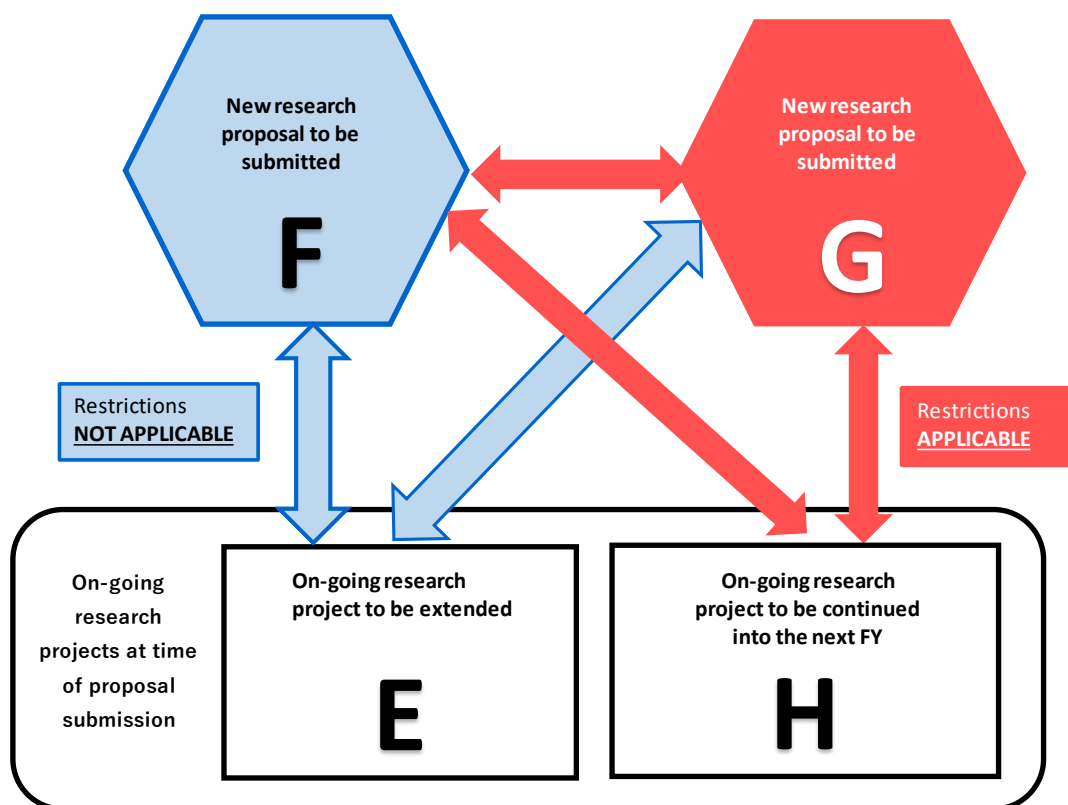 New research
proposal to be
submitted
F
New research
proposal to be
submitted
G
Restrictions
NOT APPLICABLE
Restrictions
APPLICABLE
On-going
research
projects at time
of proposal
submission
On-going research
project to be extended
E
On-going research
project to be continued
into the next FY
H